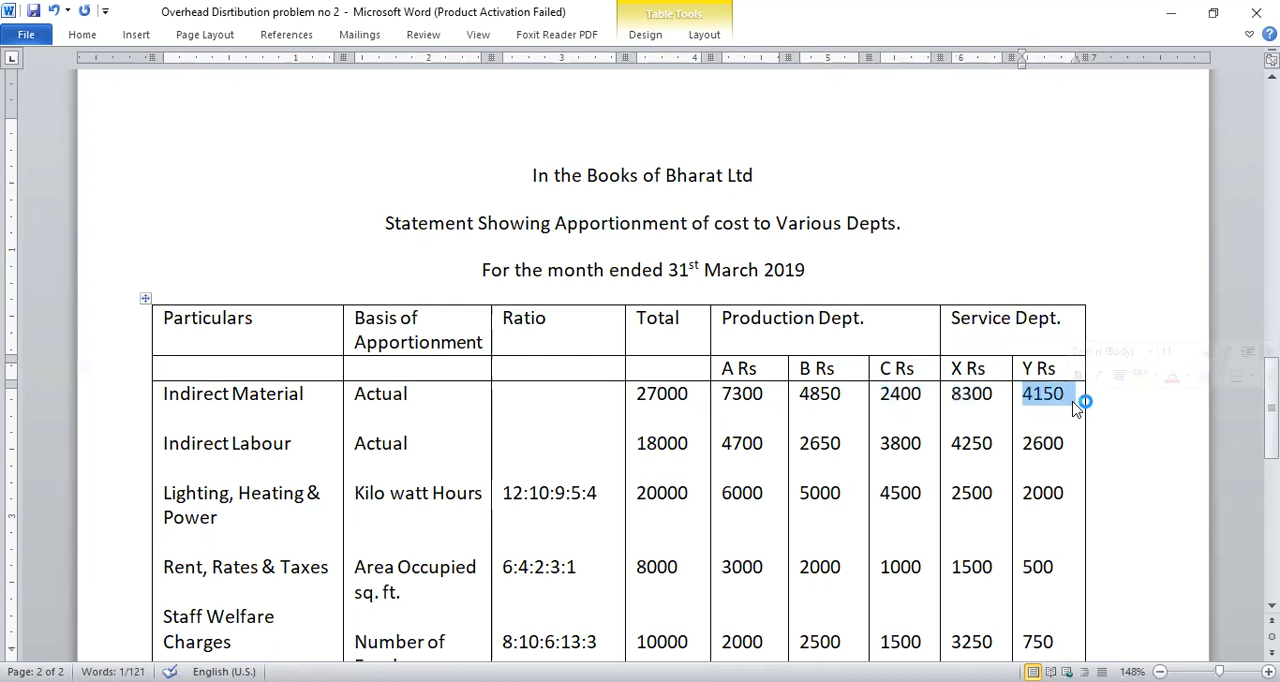 Overhead Disrtibution problem no 2 - Microsoft Word (Product Activation Failed)
Table Tools
File Home Insert Page Layout References Mailings Review View Foxit Reader PDF Design Layout
1 2 3 4 5 6 7
In the Books of Bharat Ltd
Statement Showing Apportionment of cost to Various Depts.
For the month ended 31st March 2019
Particulars Basis of Apportionment Ratio Total Production Dept. Service Dept.
A Rs B Rs C Rs X Rs Y Rs
Indirect Material Actual 27000 7300 4850 2400 8300 4150
Indirect Labour Actual 18000 4700 2650 3800 4250 2600
Lighting, Heating & Power Kilo watt Hours 12:10:9:5:4 20000 6000 5000 4500 2500 2000
Rent, Rates & Taxes Area Occupied sq. ft. 6:4:2:3:1 8000 3000 2000 1000 1500 500
Staff Welfare Charges Number of 8:10:6:13:3 10000 2000 2500 1500 3250 750
Page: 2 of 2 Words: 1/121 English (U.S.) 148%